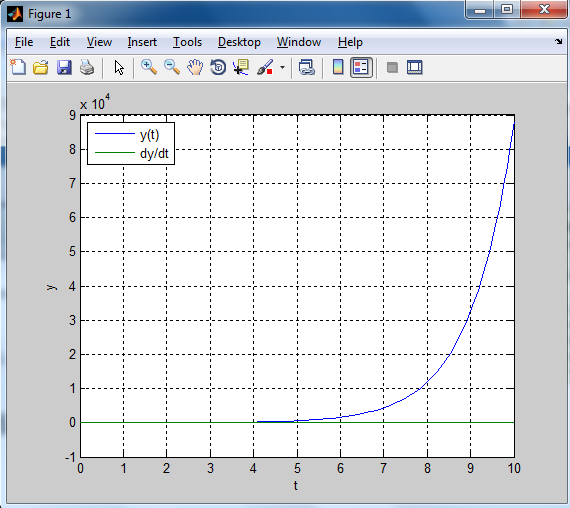 Figure 1
File Edit View Insert Tools Desktop Window Help
x 10^4
y(t)
dy/dt
9
8
7
6
5
4
3
2
1
0
-1
y
0 1 2 3 4 5 6 7 8 9 10
t